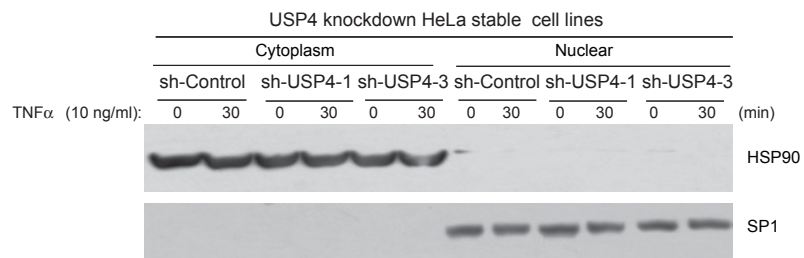 USP4 knockdown HeLa stable cell lines
Cytoplasm Nuclear
sh-Control sh-USP4-1 sh-USP4-3 sh-Control sh-USP4-1 sh-USP4-3
TNFα (10 ng/ml): 0 30 0 30 0 30 0 30 0 30 0 30 (min)
HSP90
SP1